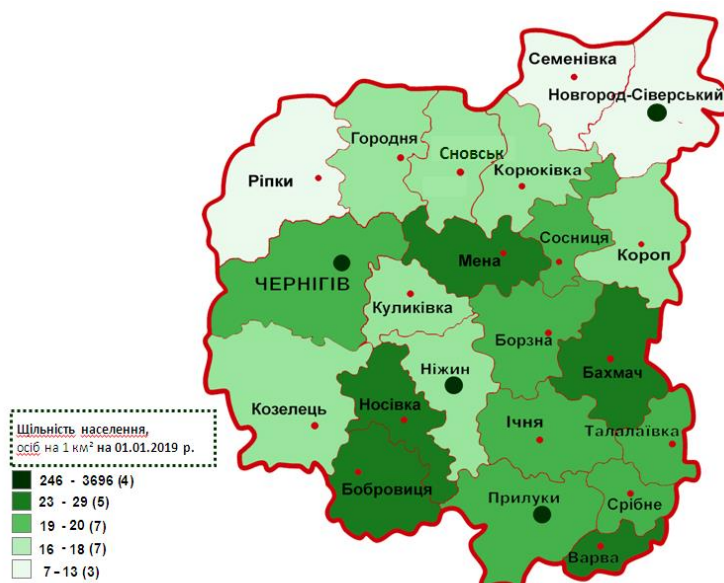 Семенівка
Новгород-Сіверський
Городня
Сновськ
Корюківка
Ріпки
Сосниця
Короп
Мена
ЧЕРНІГІВ
Куликівка
Борзна
Ніжин
Бахмач
Козелець
Носівка
Ічня
Талалаївка
Бобровиця
Прилуки
Срібне
Варва
Щільність населення,
осіб на 1 км² на 01.01.2019 р.
246 - 3696 (4)
23 - 29 (5)
19 - 20 (7)
16 - 18 (7)
7 – 13 (3)